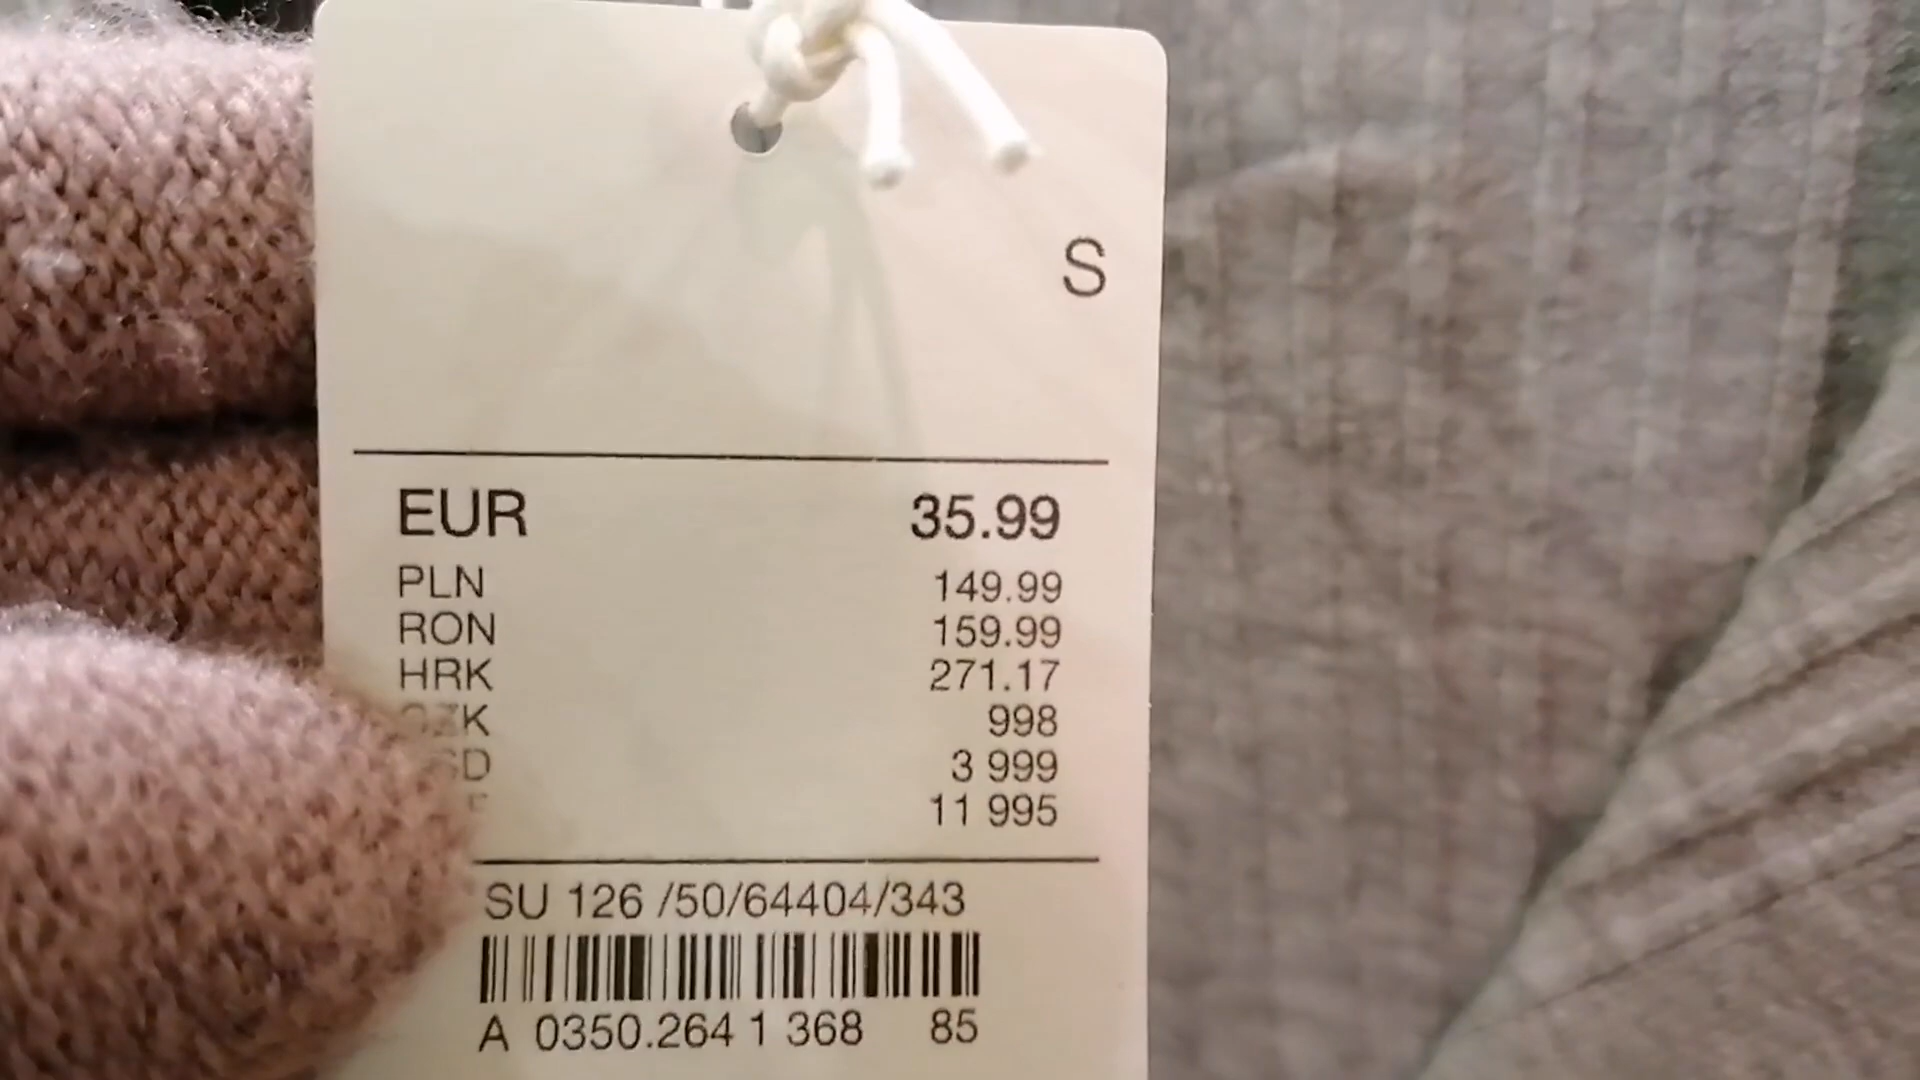 S
EUR 35.99
PLN 149.99
RON 159.99
HRK 271.17
998
3 999
11 995
SU 126 /50/64404/343
A 0350.264 1 368 85